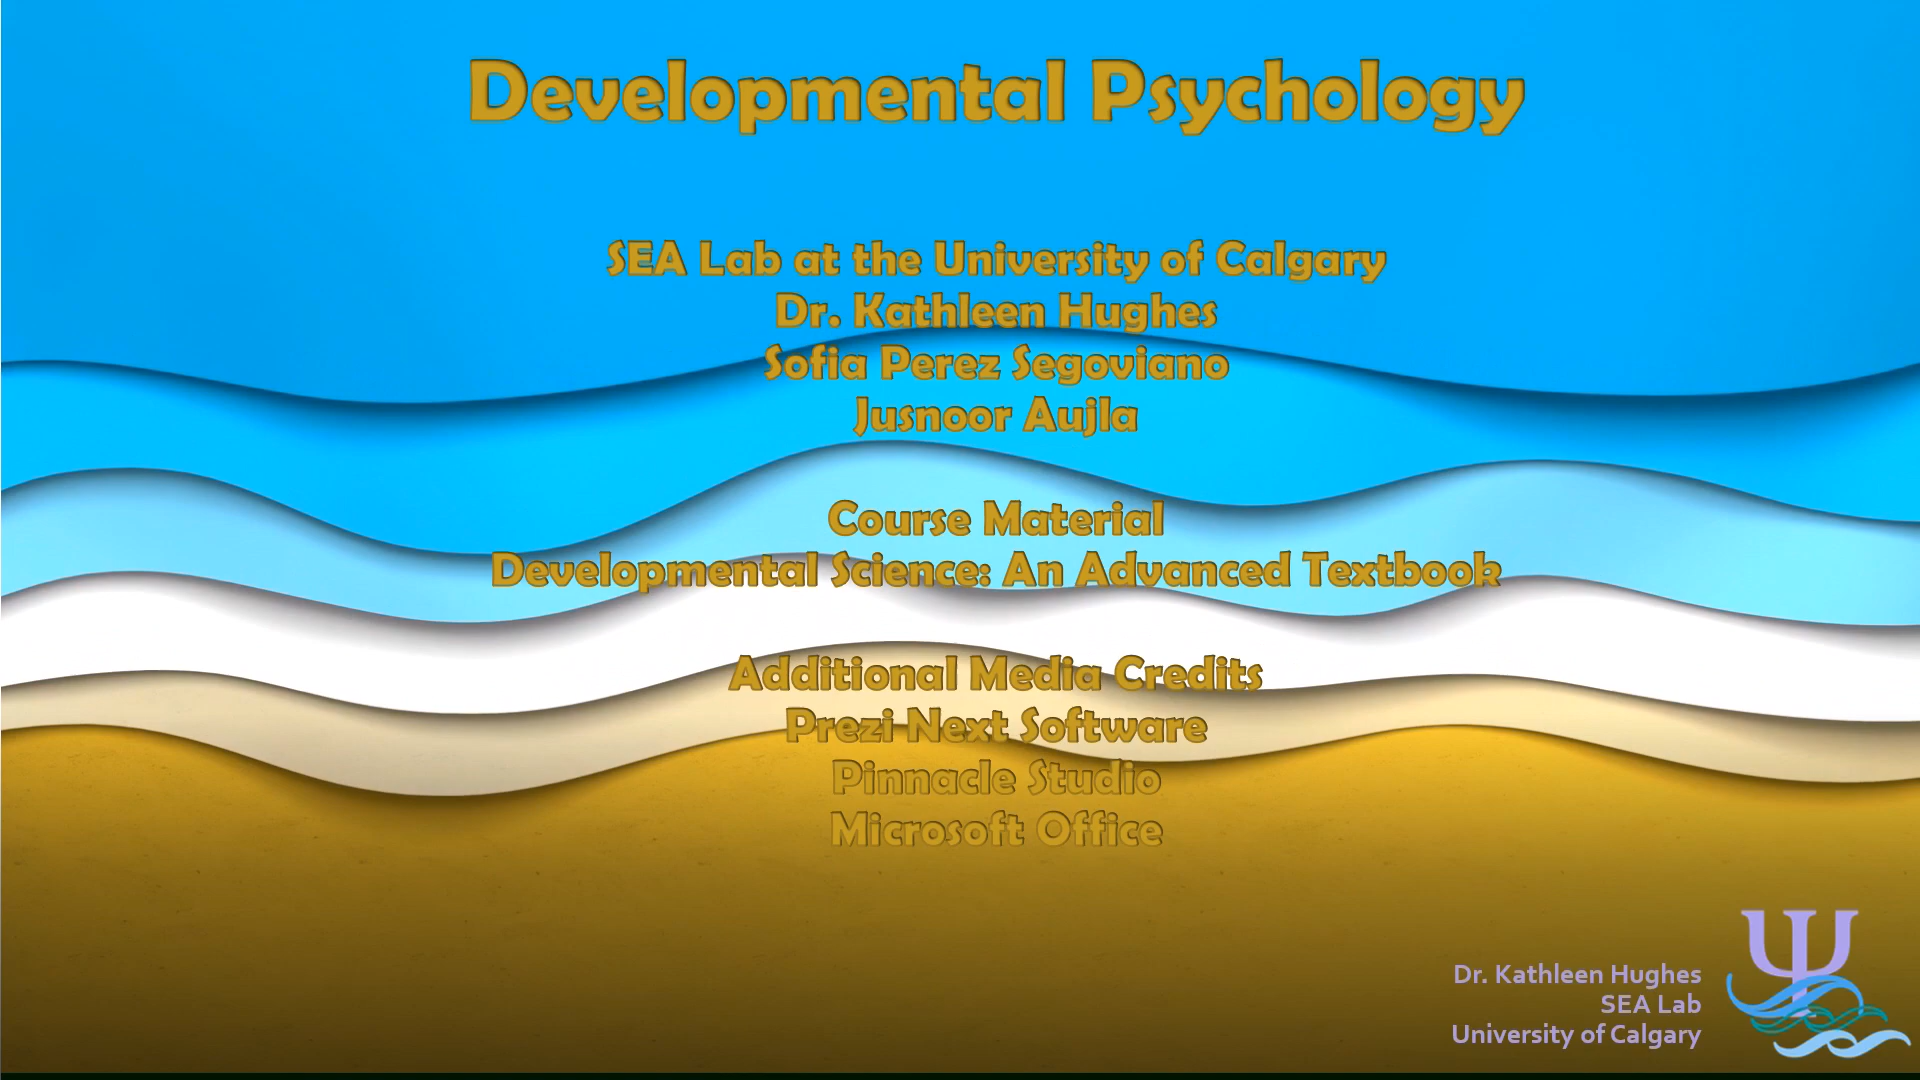 Developmental Psychology
SEA Lab at the University of Calgary
Dr. Kathleen Hughes
Sofia Perez Segoviano
Jusnoor Aujla
Course Material
Developmental Science: An Advanced Textbook
Additional Media Credits
Prezi Next Software
Pinnacle Studio
Microsoft Office
Dr. Kathleen Hughes
SEA Lab
University of Calgary